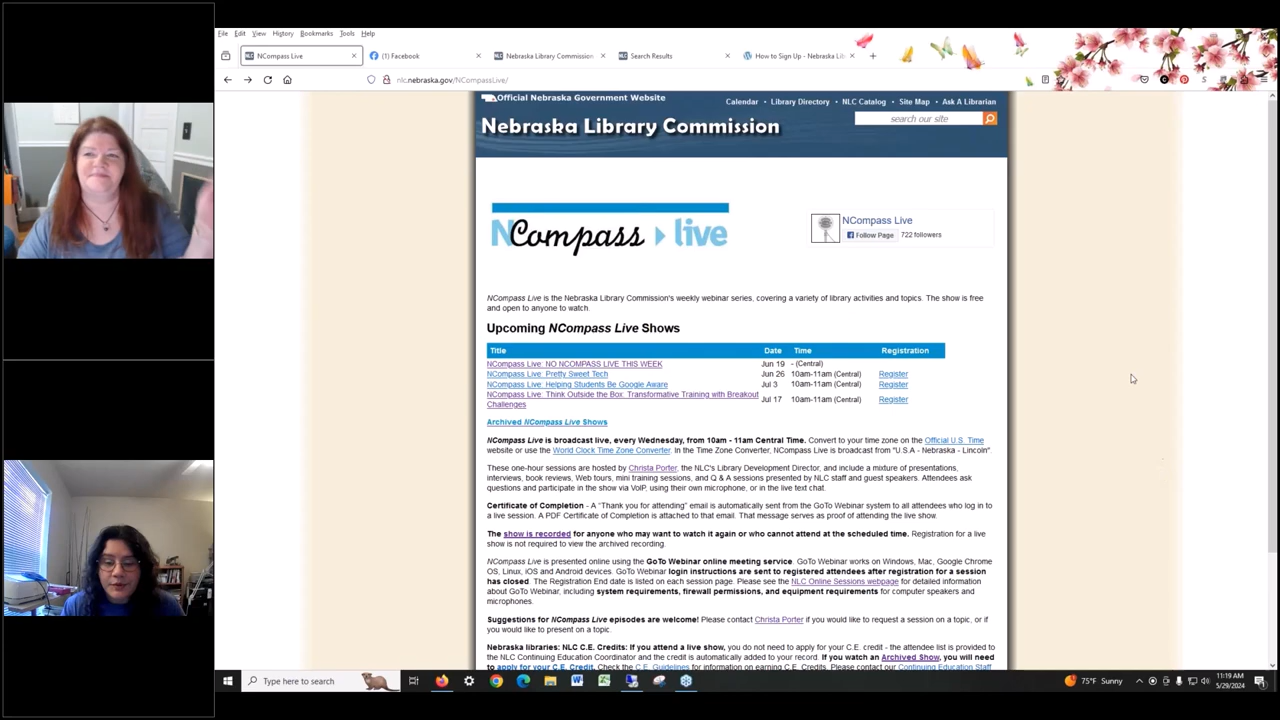 File Edit View History Bookmarks Tools Help
NCompass Live
(1) Facebook
Nebraska Library Commission
Search Results
How to Sign Up - Nebraska Lib
nlc.nebraska.gov/NCompassLive/
Official Nebraska Government Website
Calendar • Library Directory • NLC Catalog • Site Map • Ask A Librarian
Nebraska Library Commission
search our site
NCompass live
NCompass Live
Follow Page 722 followers
NCompass Live is the Nebraska Library Commission's weekly webinar series, covering a variety of library activities and topics. The show is free
and open to anyone to watch.
Upcoming NCompass Live Shows
Title Date Time Registration
NCompass Live: NO NCOMPASS LIVE THIS WEEK Jun 19 - (Central)
NCompass Live: Pretty Sweet Tech Jun 26 10am-11am (Central) Register
NCompass Live: Helping Students Be Google Aware Jul 3 10am-11am (Central) Register
NCompass Live: Think Outside the Box: Transformative Training with Breakout
Challenges Jul 17 10am-11am (Central) Register
Archived NCompass Live Shows
NCompass Live is broadcast live, every Wednesday, from 10am - 11am Central Time. Convert to your time zone on the Official U.S. Time
website or use the World Clock Time Zone Converter. In the Time Zone Converter, NCompass Live is broadcast from "U.S.A - Nebraska - Lincoln".
These one-hour sessions are hosted by Christa Porter, the NLC's Library Development Director, and include a mixture of presentations,
interviews, book reviews, Web tours, mini training sessions, and Q & A sessions presented by NLC staff and guest speakers. Attendees ask
questions and participate in the show via VoIP, using their own microphone, or in the live text chat.
Certificate of Completion - A "Thank you for attending" email is automatically sent from the GoTo Webinar system to all attendees who log in to
a live session. A PDF Certificate of Completion is attached to that email. That message serves as proof of attending the live show.
The show is recorded for anyone who may want to watch it again or who cannot attend at the scheduled time. Registration for a live
show is not required to view the archived recording.
NCompass Live is presented online using the GoTo Webinar online meeting service. GoTo Webinar works on Windows, Mac, Google Chrome
OS, Linux, iOS and Android devices. GoTo Webinar login instructions are sent to registered attendees after registration for a session
has closed. The Registration End date is listed on each session page. Please see the NLC Online Sessions webpage for detailed information
about GoTo Webinar, including system requirements, firewall permissions, and equipment requirements for computer speakers and
microphones.
Suggestions for NCompass Live episodes are welcome! Please contact Christa Porter if you would like to request a session on a topic, or if
you would like to present on a topic.
Nebraska libraries: NLC C.E. Credits: If you attend a live show, you do not need to apply for your C.E. credit - the attendee list is provided to
the NLC Continuing Education Coordinator and the credit is automatically added to your record. If you watch an Archived Show, you will need
to apply for your C.E. Credit. Check the C.E. Guidelines for information on earning C.E. Credits. Please contact our Continuing Education Staff
Type here to search
75°F Sunny
11:19 AM
5/29/2024